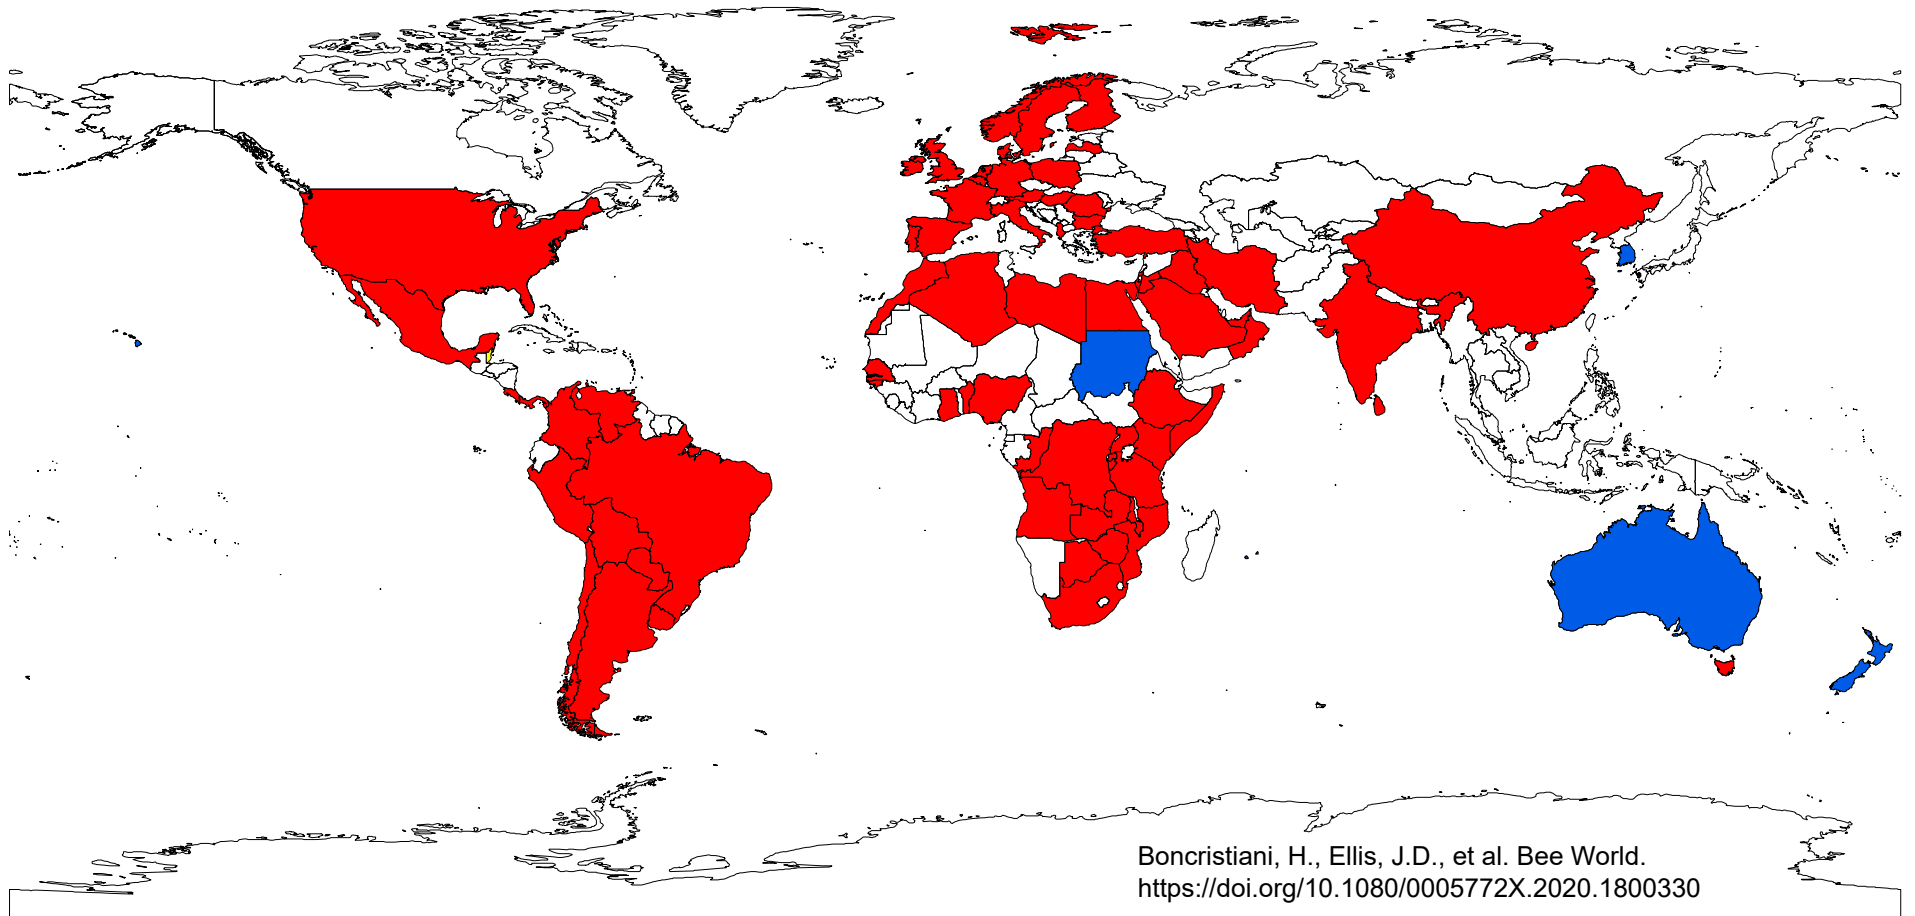 Boncristiani, H., Ellis, J.D., et al. Bee World.
https://doi.org/10.1080/0005772X.2020.1800330